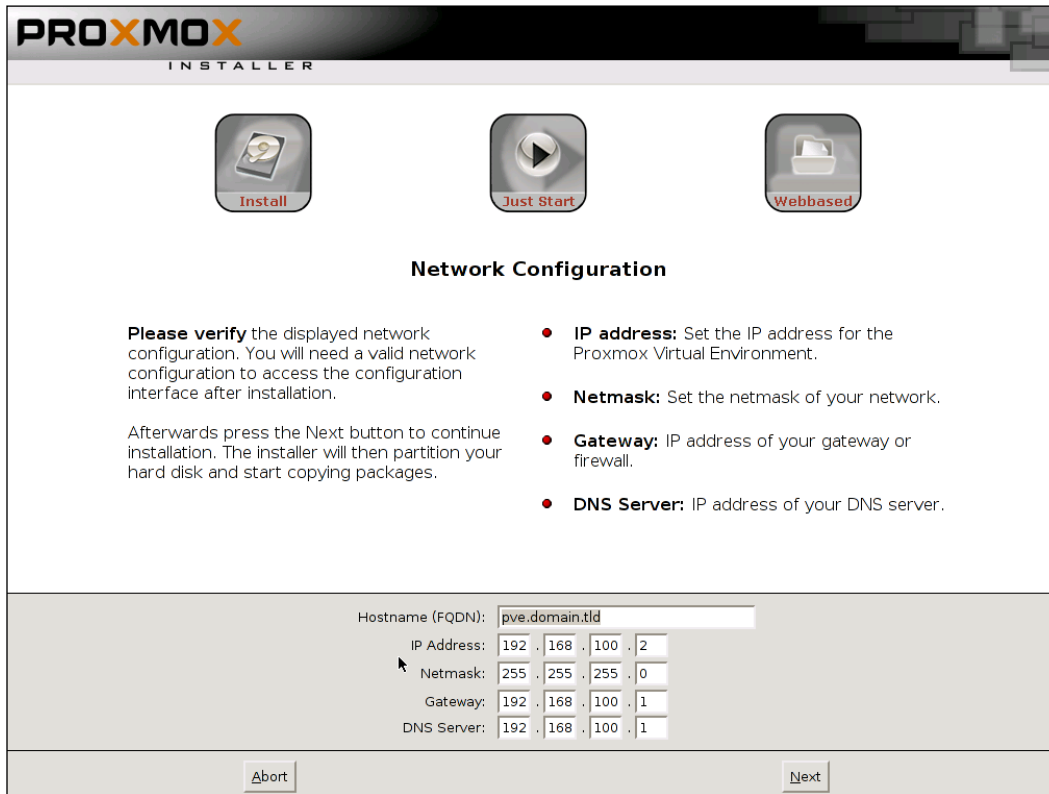 PROXMOX
INSTALLER
Install
Just Start
Webbased
Network Configuration
Please verify the displayed network
configuration. You will need a valid network
configuration to access the configuration
interface after installation.
Afterwards press the Next button to continue
installation. The installer will then partition your
hard disk and start copying packages.
IP address: Set the IP address for the
Proxmox Virtual Environment.
Netmask: Set the netmask of your network.
Gateway: IP address of your gateway or
firewall.
DNS Server: IP address of your DNS server.
Hostname (FQDN): pve.domain.tld
IP Address: 192 . 168 . 100 . 2
Netmask: 255 . 255 . 255 . 0
Gateway: 192 . 168 . 100 . 1
DNS Server: 192 . 168 . 100 . 1
Abort
Next